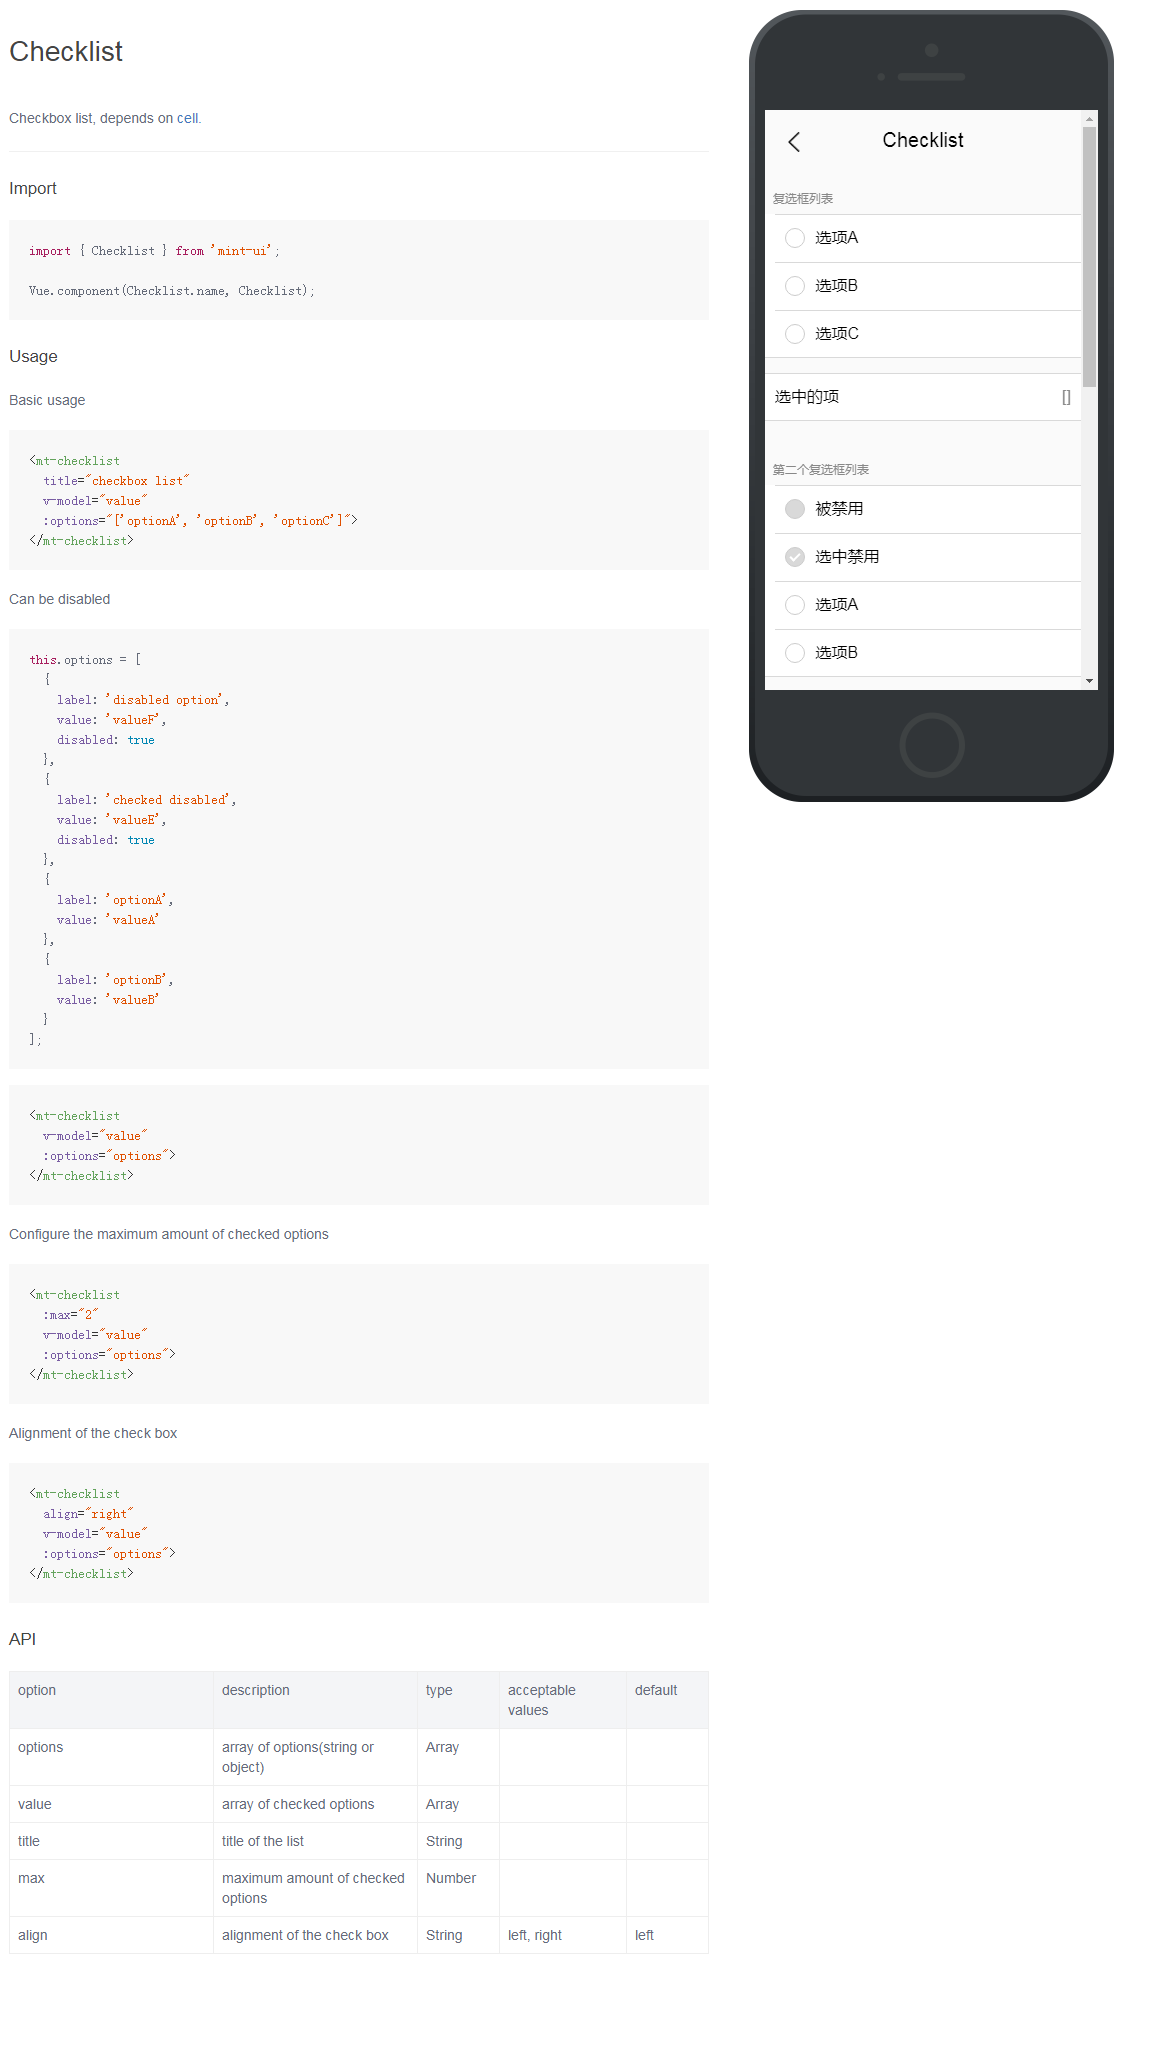 Checklist
Checkbox list, depends on cell.
Import
import { Checklist } from 'mint-ui';
Vue.component(Checklist.name, Checklist);
Usage
Basic usage
<mt-checklist
  title="checkbox list"
  v-model="value"
  :options="['optionA', 'optionB', 'optionC']">
</mt-checklist>
Can be disabled
this.options = [
  {
    label: 'disabled option',
    value: 'valueF',
    disabled: true
  },
  {
    label: 'checked disabled',
    value: 'valueE',
    disabled: true
  },
  {
    label: 'optionA',
    value: 'valueA'
  },
  {
    label: 'optionB',
    value: 'valueB'
  }
];
<mt-checklist
  v-model="value"
  :options="options">
</mt-checklist>
Configure the maximum amount of checked options
<mt-checklist
  :max="2"
  v-model="value"
  :options="options">
</mt-checklist>
Alignment of the check box
<mt-checklist
  align="right"
  v-model="value"
  :options="options">
</mt-checklist>
API
option description type acceptable values default
options array of options(string or object) Array
value array of checked options Array
title title of the list String
max maximum amount of checked options Number
align alignment of the check box String left, right left
Checklist
复选框列表
选项A
选项B
选项C
选中的项 []
第二个复选框列表
被禁用
选中禁用
选项A
选项B